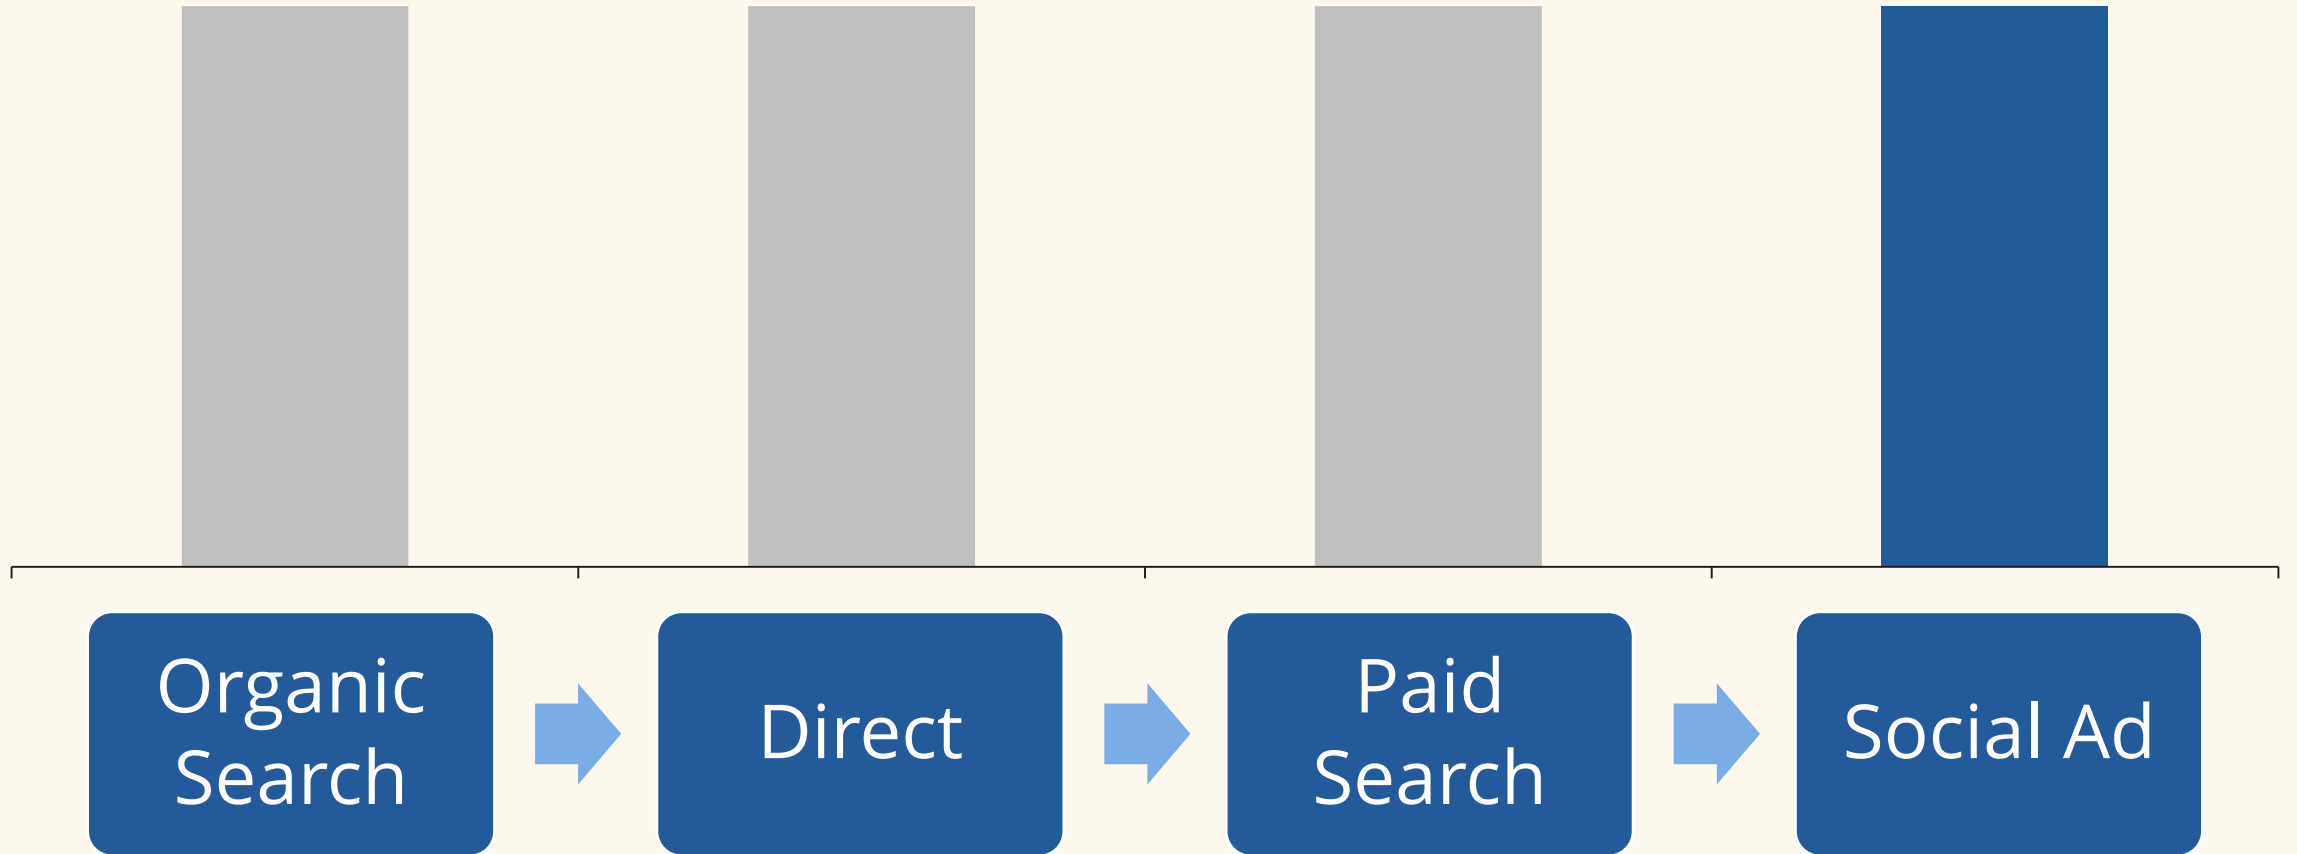 Organic
Search
Direct
Paid
Search
Social Ad